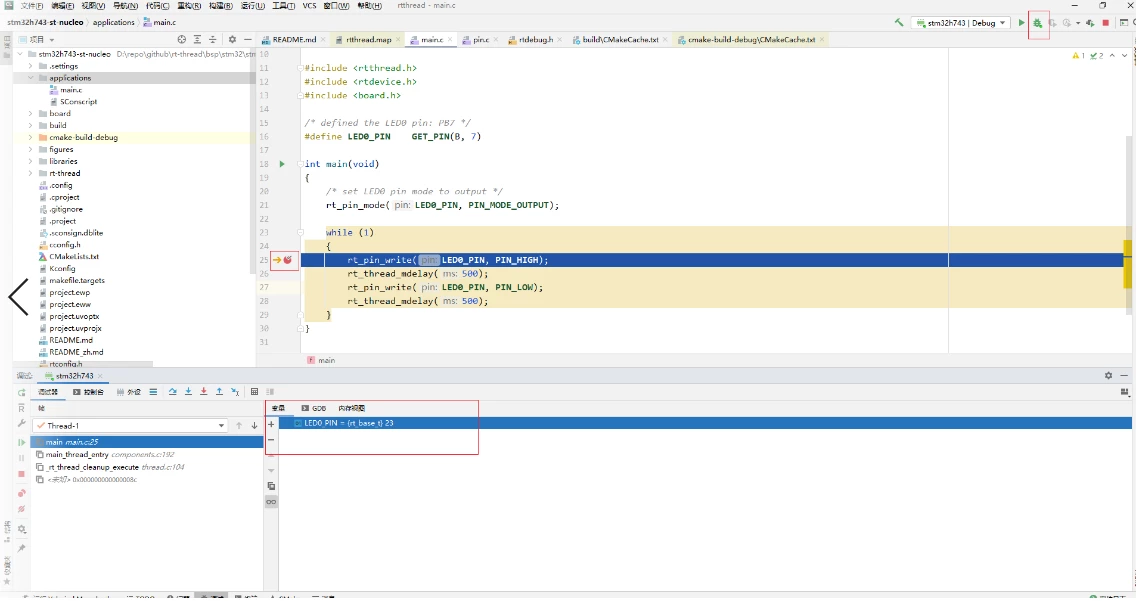 文件(F) 编辑(E) 视图(V) 导航(N) 代码(C) 重构(R) 构建(B) 运行(U) 工具(T) VCS 窗口(W) 帮助(H) rtthread - main.c
stm32h743-st-nucleo applications main.c
stm32h743 | Debug
项目
README.md rtthread.map main.c pin.c rtdebug.h build\CMakeCache.txt cmake-build-debug\CMakeCache.txt
stm32h743-st-nucleo D:\repo\github\rt-thread\bsp\stm32\st
.settings
applications
main.c
SConscript
board
build
cmake-build-debug
figures
libraries
rt-thread
.config
.cproject
.gitignore
.project
.sconsign.dblite
cconfig.h
CMakeLists.txt
Kconfig
makefile.targets
project.ewp
project.eww
project.uvoptx
project.uvprojx
README.md
README_zh.md
rtconfig.h
1 2
10
11 #include <rtthread.h>
12 #include <rtdevice.h>
13 #include <board.h>
14
15 /* defined the LED0 pin: PB7 */
16 #define LED0_PIN GET_PIN(B, 7)
17
18 int main(void)
19 {
20 /* set LED0 pin mode to output */
21 rt_pin_mode( pin: LED0_PIN, PIN_MODE_OUTPUT);
22
23 while (1)
24 {
25 rt_pin_write( pin: LED0_PIN, PIN_HIGH);
26 rt_thread_mdelay( ms: 500);
27 rt_pin_write( pin: LED0_PIN, PIN_LOW);
28 rt_thread_mdelay( ms: 500);
29 }
30 }
31
f main
调试: stm32h743
调试器 控制台 外设
帧
变量 GDB 内存视图
Thread-1
LED0_PIN = {rt_base_t} 23
main main.c:25
main_thread_entry components.c:192
_rt_thread_cleanup_execute thread.c:104
<未知> 0x000000000000008c